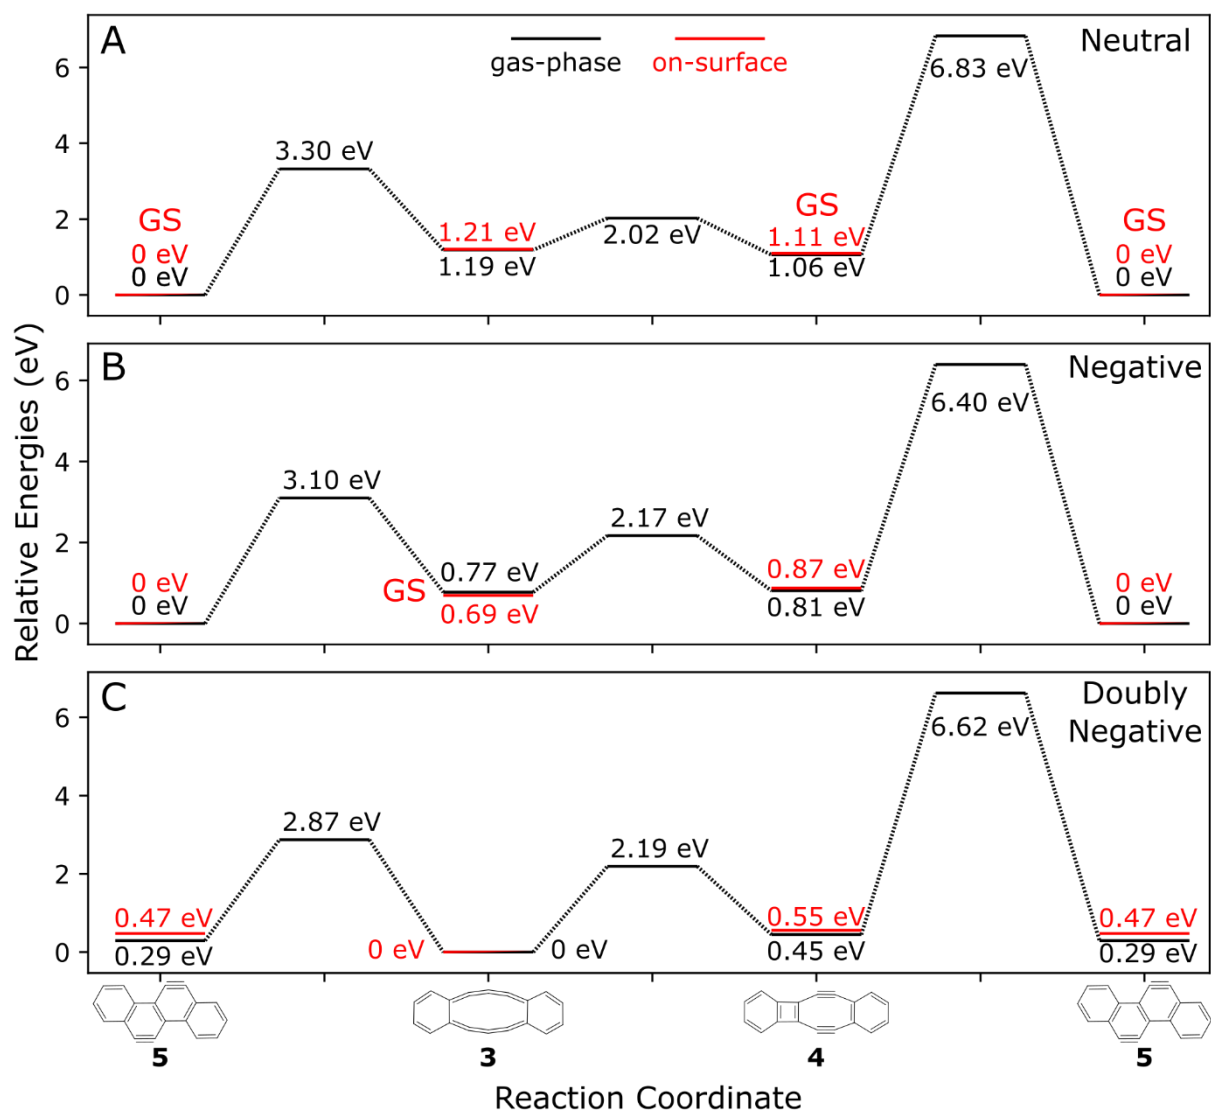 A
gas-phase
on-surface
Neutral
6
4
2
0
GS
0 eV
0 eV
3.30 eV
1.21 eV
1.19 eV
2.02 eV
GS
1.11 eV
1.06 eV
6.83 eV
GS
0 eV
0 eV
B
Negative
6
4
2
0
0 eV
0 eV
3.10 eV
GS
0.77 eV
0.69 eV
2.17 eV
0.87 eV
0.81 eV
6.40 eV
0 eV
0 eV
C
Doubly
Negative
6
4
2
0
0.47 eV
0.29 eV
2.87 eV
0 eV
0 eV
2.19 eV
0.55 eV
0.45 eV
6.62 eV
0.47 eV
0.29 eV
Relative Energies (eV)
5
3
4
5
Reaction Coordinate